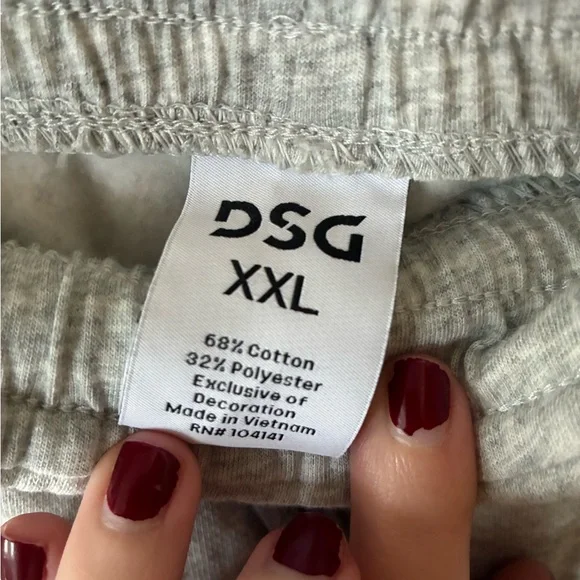 DSG
XXL
68% Cotton
32% Polyester
Exclusive of
Decoration
Made in Vietnam
RN# 104141